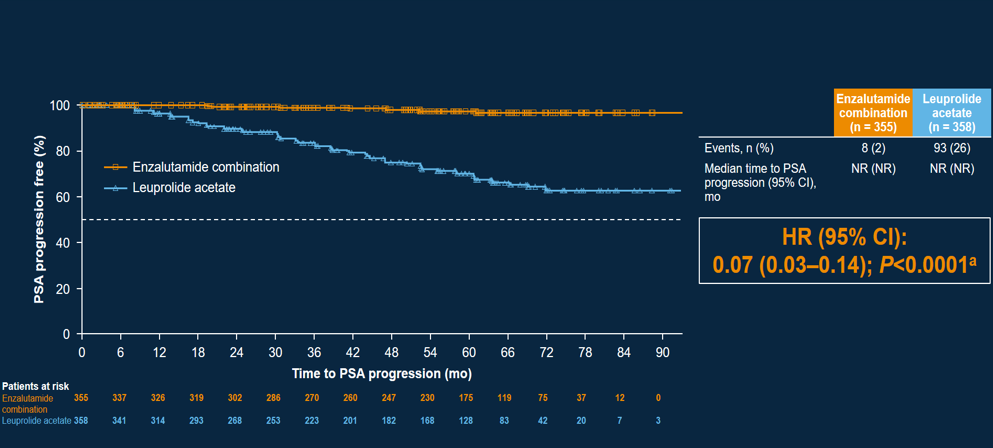 PSA progression free (%)
100
80
60
40
20
0
Enzalutamide combination
Leuprolide acetate
0 6 12 18 24 30 36 42 48 54 60 66 72 78 84 90
Time to PSA progression (mo)
Patients at risk
Enzalutamide
combination
355 337 326 319 302 286 270 260 247 230 175 119 75 37 12 0
Leuprolide acetate 358 341 314 293 268 253 223 201 182 168 128 83 42 20 7 3
Enzalutamide
combination
(n = 355)
Leuprolide
acetate
(n = 358)
Events, n (%) 8 (2) 93 (26)
Median time to PSA NR (NR) NR (NR)
progression (95% CI),
mo
HR (95% CI):
0.07 (0.03–0.14); P<0.0001ᵃ